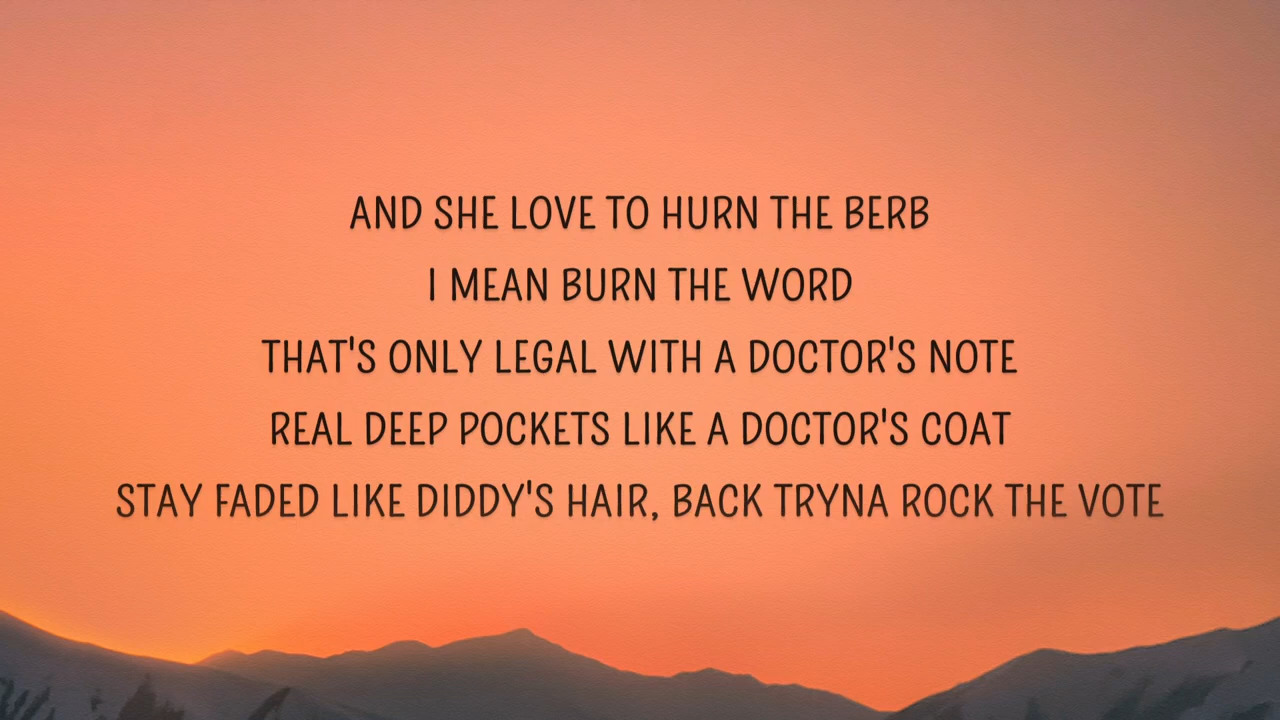 AND SHE LOVE TO HURN THE BERB
I MEAN BURN THE WORD
THAT'S ONLY LEGAL WITH A DOCTOR'S NOTE
REAL DEEP POCKETS LIKE A DOCTOR'S COAT
STAY FADED LIKE DIDDY'S HAIR, BACK TRYNA ROCK THE VOTE